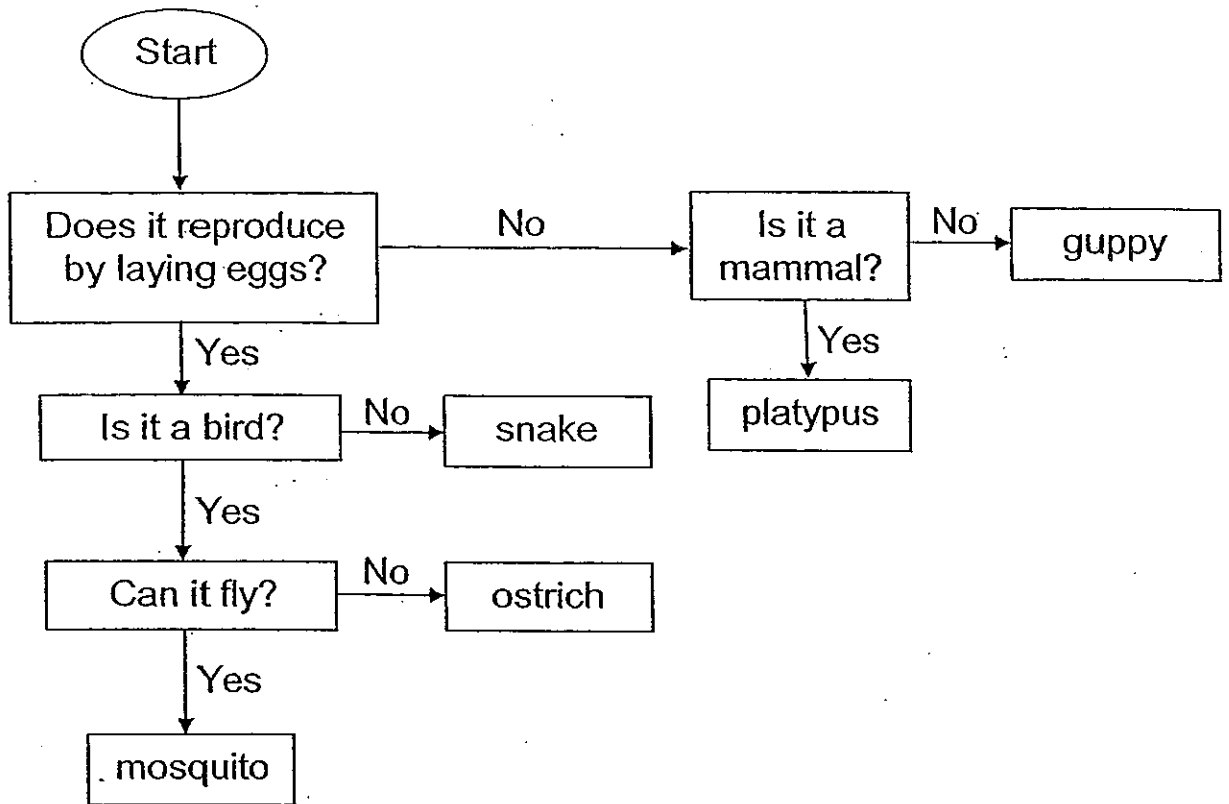 Start
Does it reproduce
by laying eggs?
No
Is it a
mammal?
No
guppy
Yes
Yes
platypus
Is it a bird?
No
snake
Yes
Can it fly?
No
ostrich
Yes
mosquito